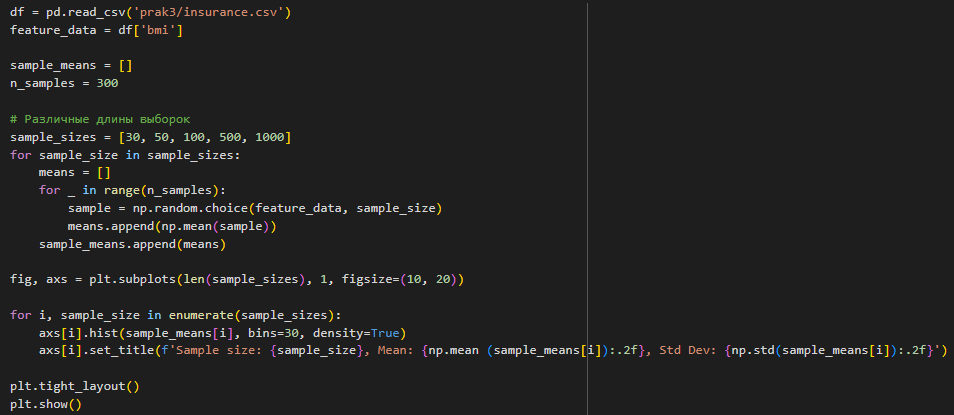 df = pd.read_csv('prak3/insurance.csv')
feature_data = df['bmi']

sample_means = []
n_samples = 300

# Различные длины выборок
sample_sizes = [30, 50, 100, 500, 1000]
for sample_size in sample_sizes:
    means = []
    for _ in range(n_samples):
        sample = np.random.choice(feature_data, sample_size)
        means.append(np.mean(sample))
    sample_means.append(means)

fig, axs = plt.subplots(len(sample_sizes), 1, figsize=(10, 20))

for i, sample_size in enumerate(sample_sizes):
    axs[i].hist(sample_means[i], bins=30, density=True)
    axs[i].set_title(f'Sample size: {sample_size}, Mean: {np.mean (sample_means[i]):.2f}, Std Dev: {np.std(sample_means[i]):.2f}')

plt.tight_layout()
plt.show()